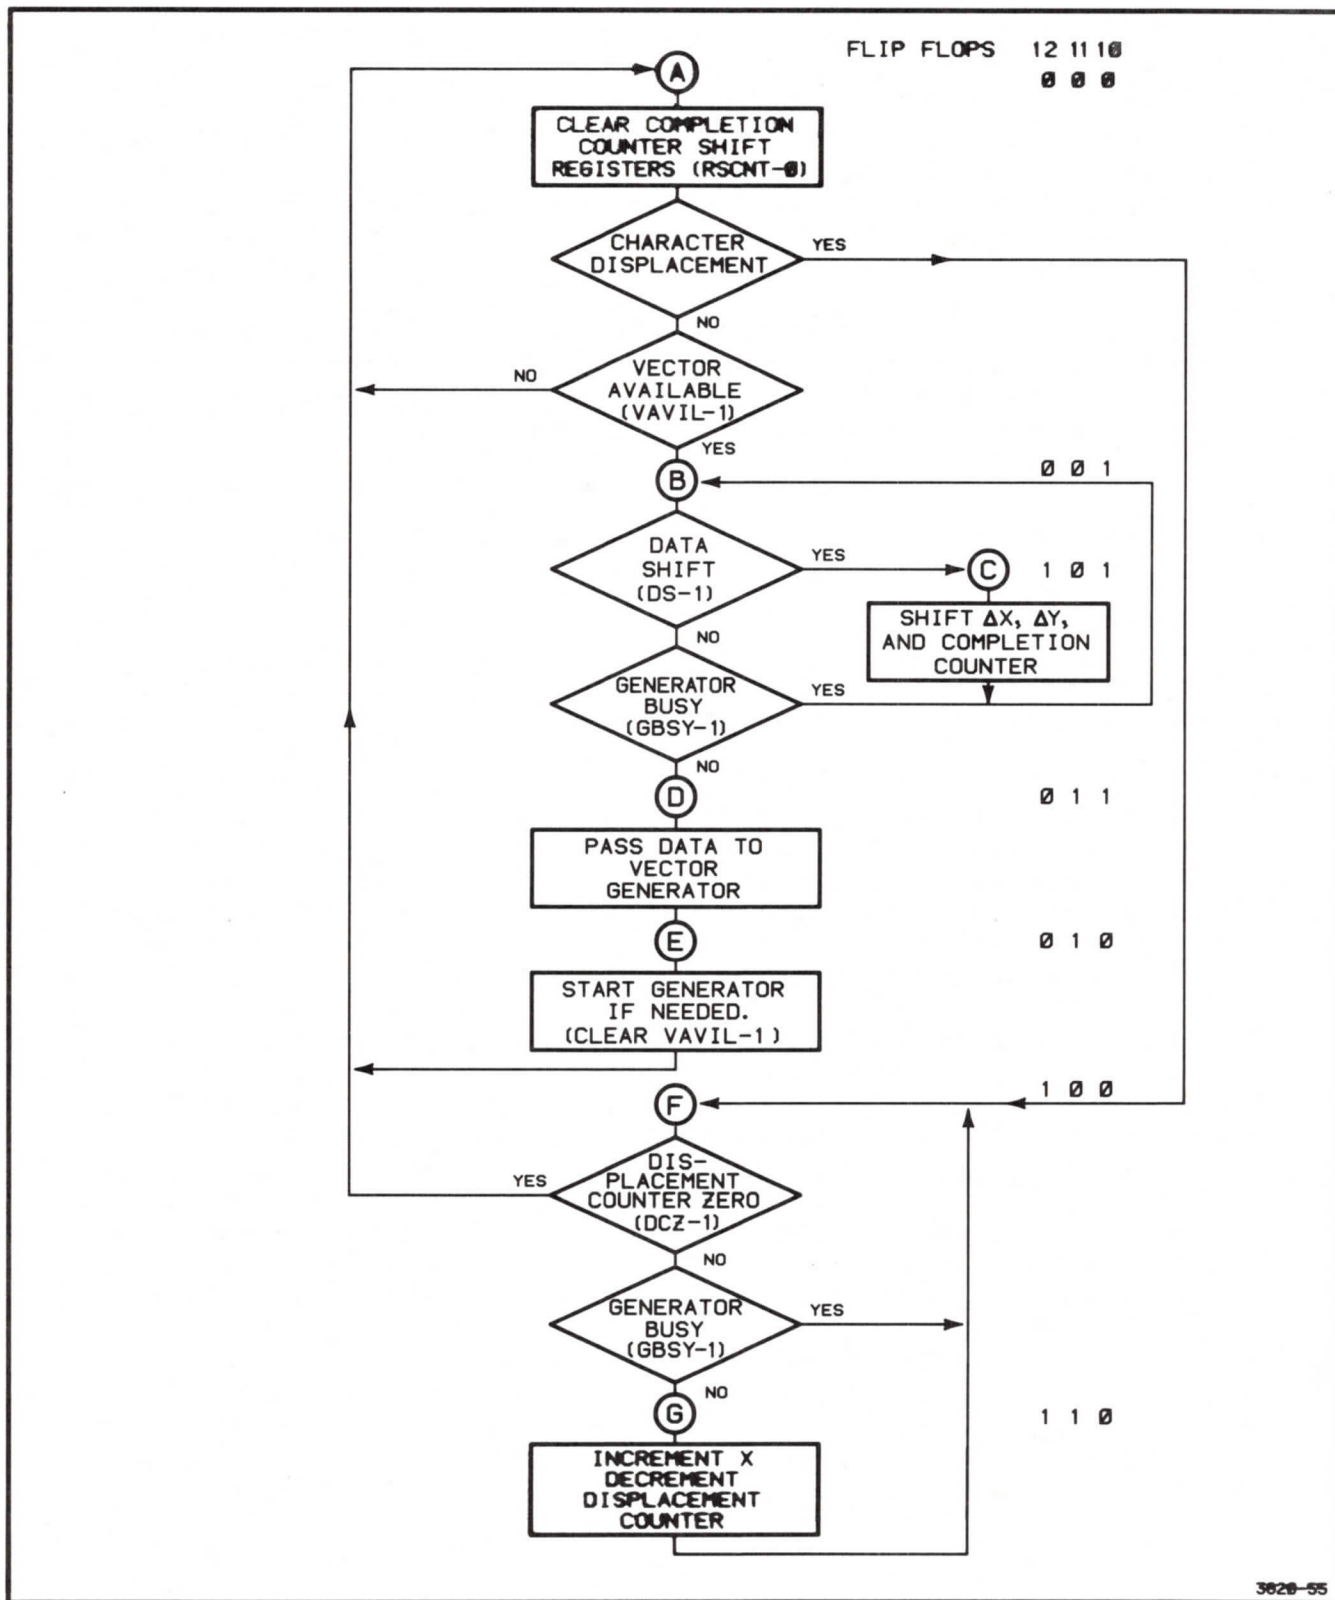 FLIP FLOPS 12 11 10
A 0 0 0
CLEAR COMPLETION
COUNTER SHIFT
REGISTERS (RSCNT-0)
CHARACTER
DISPLACEMENT
YES
NO
VECTOR
AVAILABLE
(VAVIL-1)
NO
YES
B 0 0 1
DATA
SHIFT
(DS-1)
YES
C 1 0 1
SHIFT ΔX, ΔY,
AND COMPLETION
COUNTER
NO
GENERATOR
BUSY
(GBSY-1)
YES
NO
D 0 1 1
PASS DATA TO
VECTOR
GENERATOR
E 0 1 0
START GENERATOR
IF NEEDED.
(CLEAR VAVIL-1)
F 1 0 0
DIS-
PLACEMENT
COUNTER ZERO
(DCZ-1)
YES
NO
GENERATOR
BUSY
(GBSY-1)
YES
NO
G 1 1 0
INCREMENT X
DECREMENT
DISPLACEMENT
COUNTER
3820-55